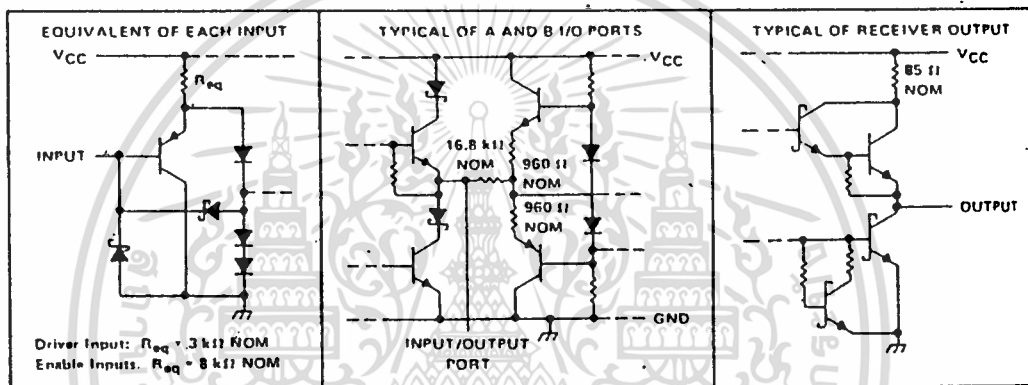 EQUIVALENT OF EACH INPUT
VCC
Req
INPUT
Driver Input: Req = 3 kΩ NOM
Enable Inputs: Req = 8 kΩ NOM
TYPICAL OF A AND B I/O PORTS
VCC
16.8 kΩ
NOM
960 Ω
NOM
960 Ω
NOM
GND
INPUT/OUTPUT
PORT
TYPICAL OF RECEIVER OUTPUT
VCC
85 Ω
NOM
OUTPUT